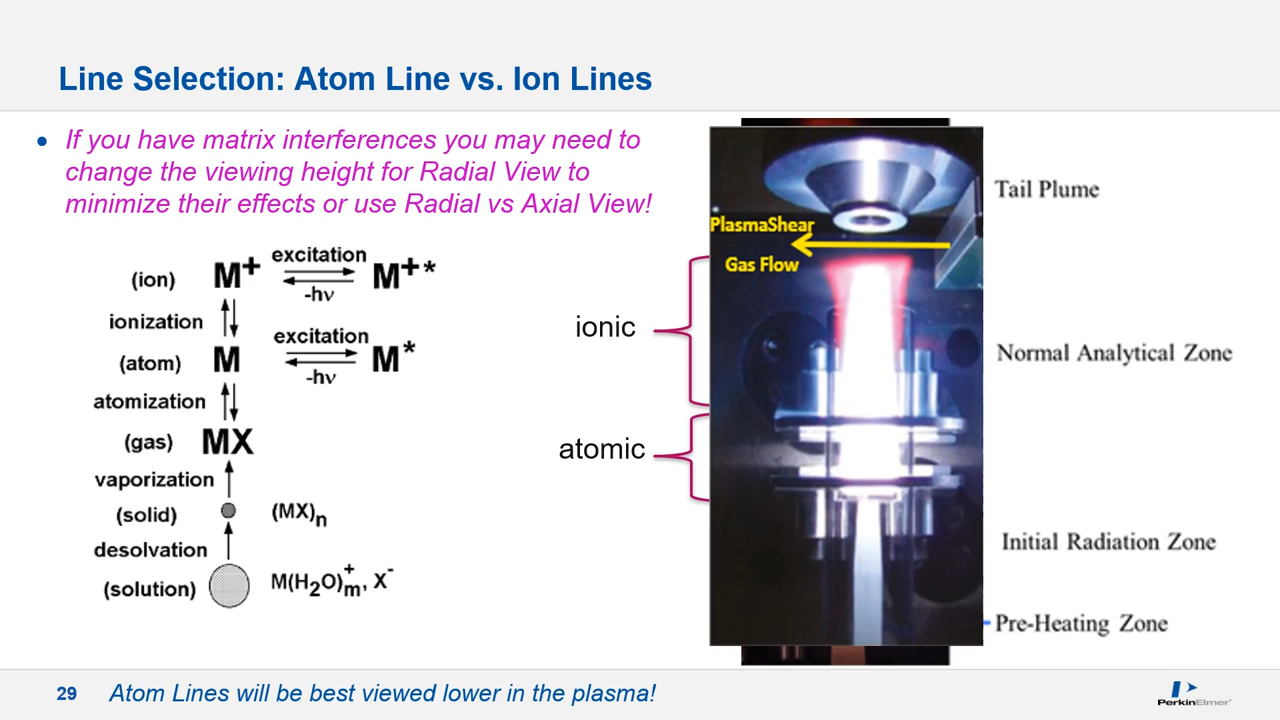 Line Selection: Atom Line vs. Ion Lines
• If you have matrix interferences you may need to
change the viewing height for Radial View to
minimize their effects or use Radial vs Axial View!
(ion) M+ excitation M+*
-hν
ionization
(atom) M excitation M*
-hν
atomization
(gas) MX
vaporization
(solid) (MX)n
desolvation
(solution) M(H2O)m+, X-
ionic
atomic
PlasmaShear
Gas Flow
Tail Plume
Normal Analytical Zone
Initial Radiation Zone
Pre-Heating Zone
29 Atom Lines will be best viewed lower in the plasma!
PerkinElmer